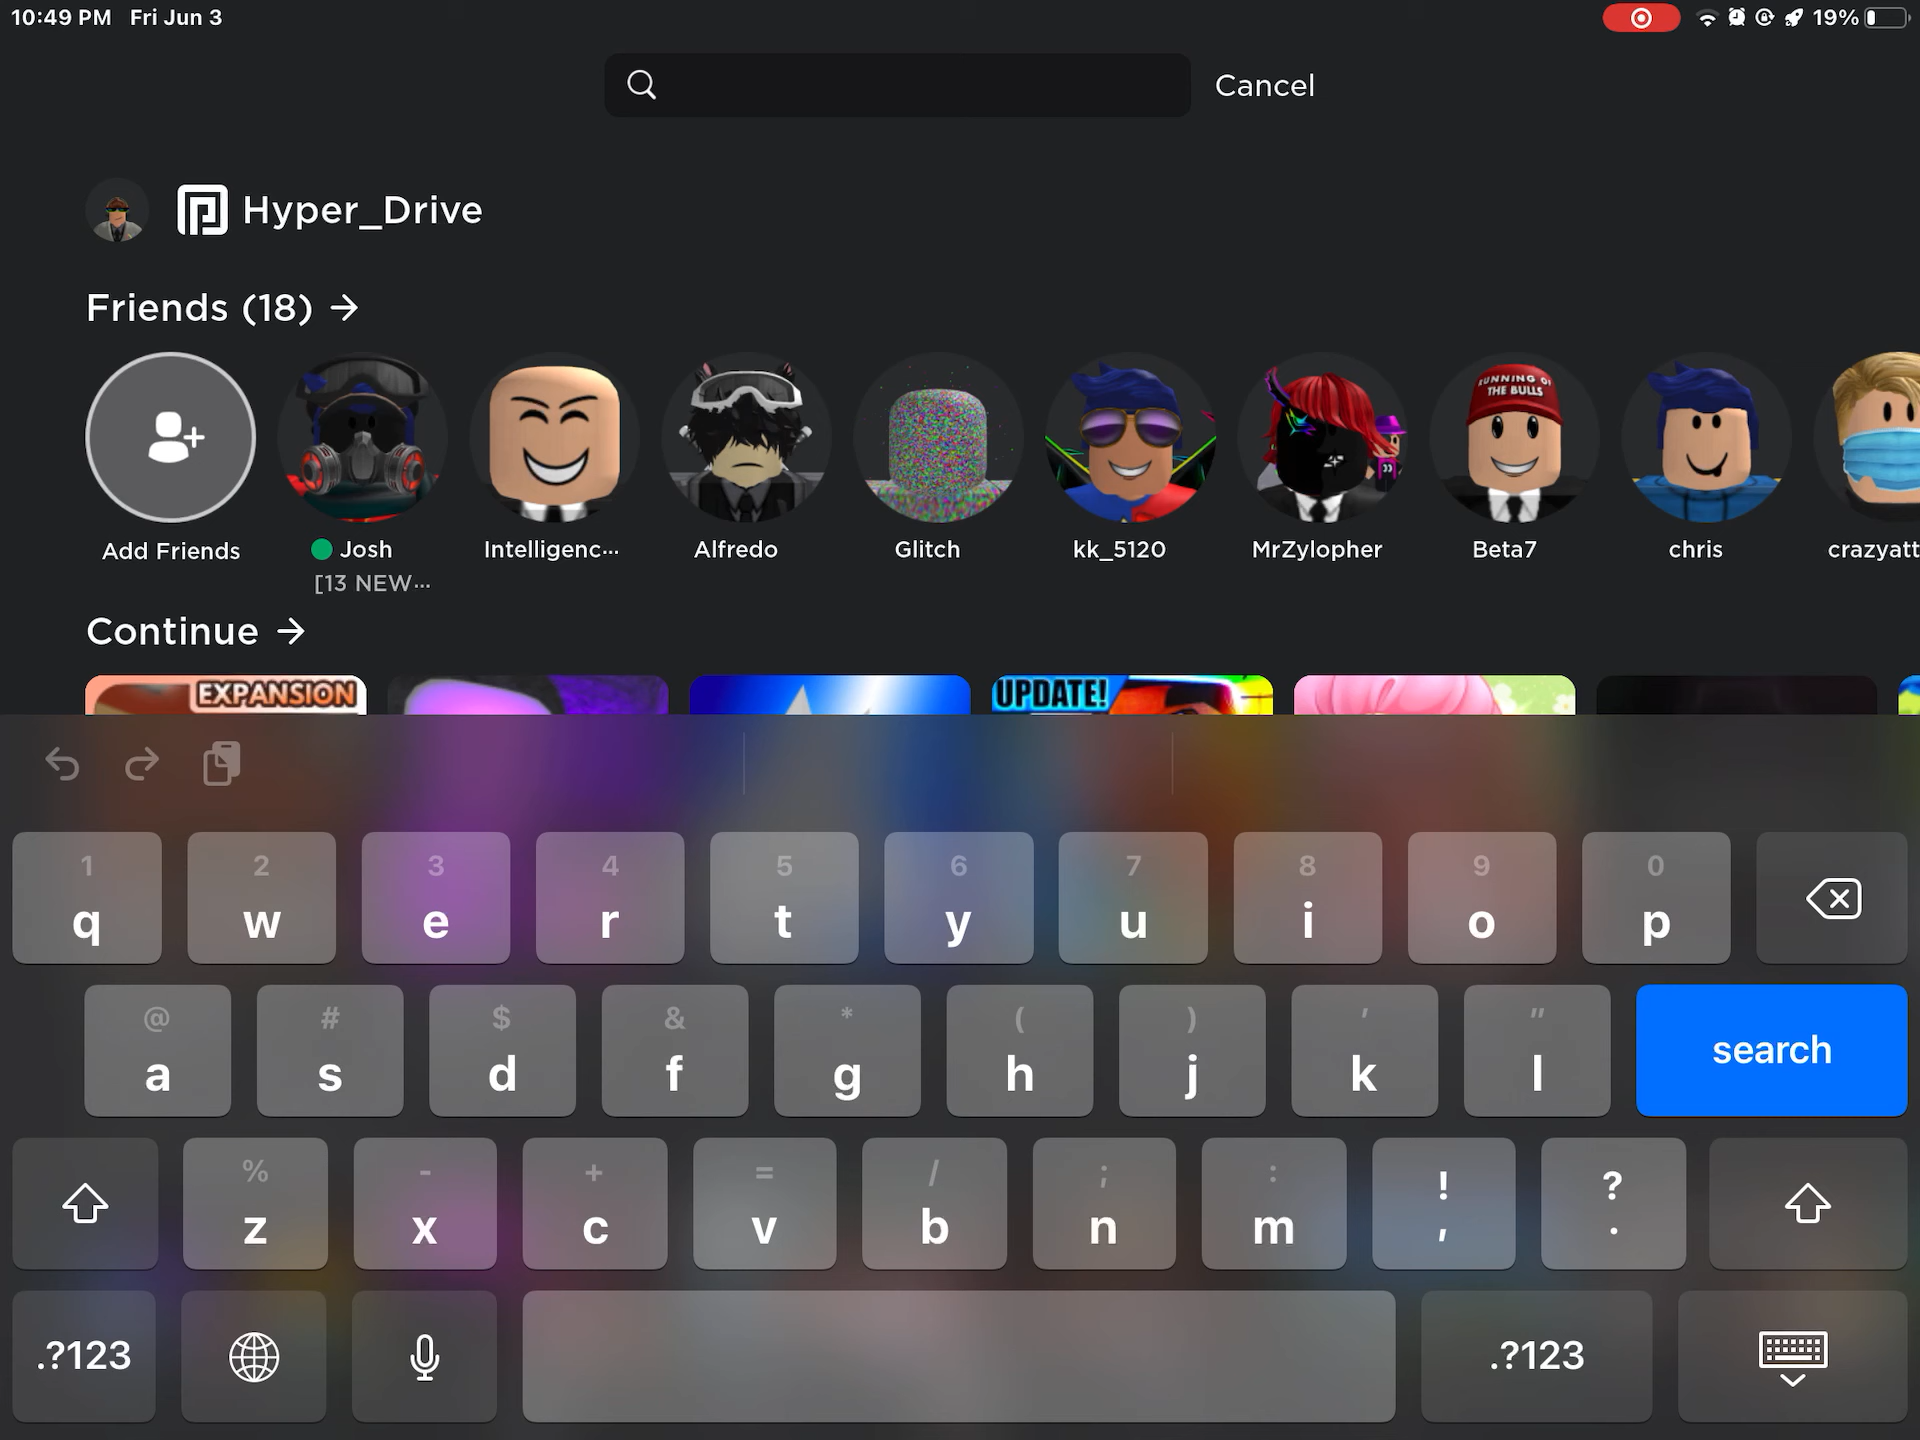 10:49 PM Fri Jun 3
19%
Cancel
Hyper_Drive
Friends (18) →
RUNNING OF
THE BULLS
Add Friends Josh Intelligenc... Alfredo Glitch kk_5120 MrZylopher Beta7 chris crazyatt
[13 NEW...
Continue →
EXPANSION UPDATE!
1 2 3 4 5 6 7 8 9 0
q w e r t y u i o p
@ # $ & * ( ) ' "
a s d f g h j k l search
% - + = / ; : ! ?
z x c v b n m , .
.?123 .?123